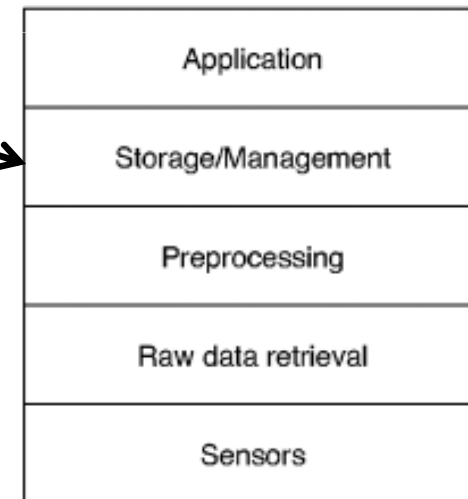 Application
Storage/Management
Preprocessing
Raw data retrieval
Sensors